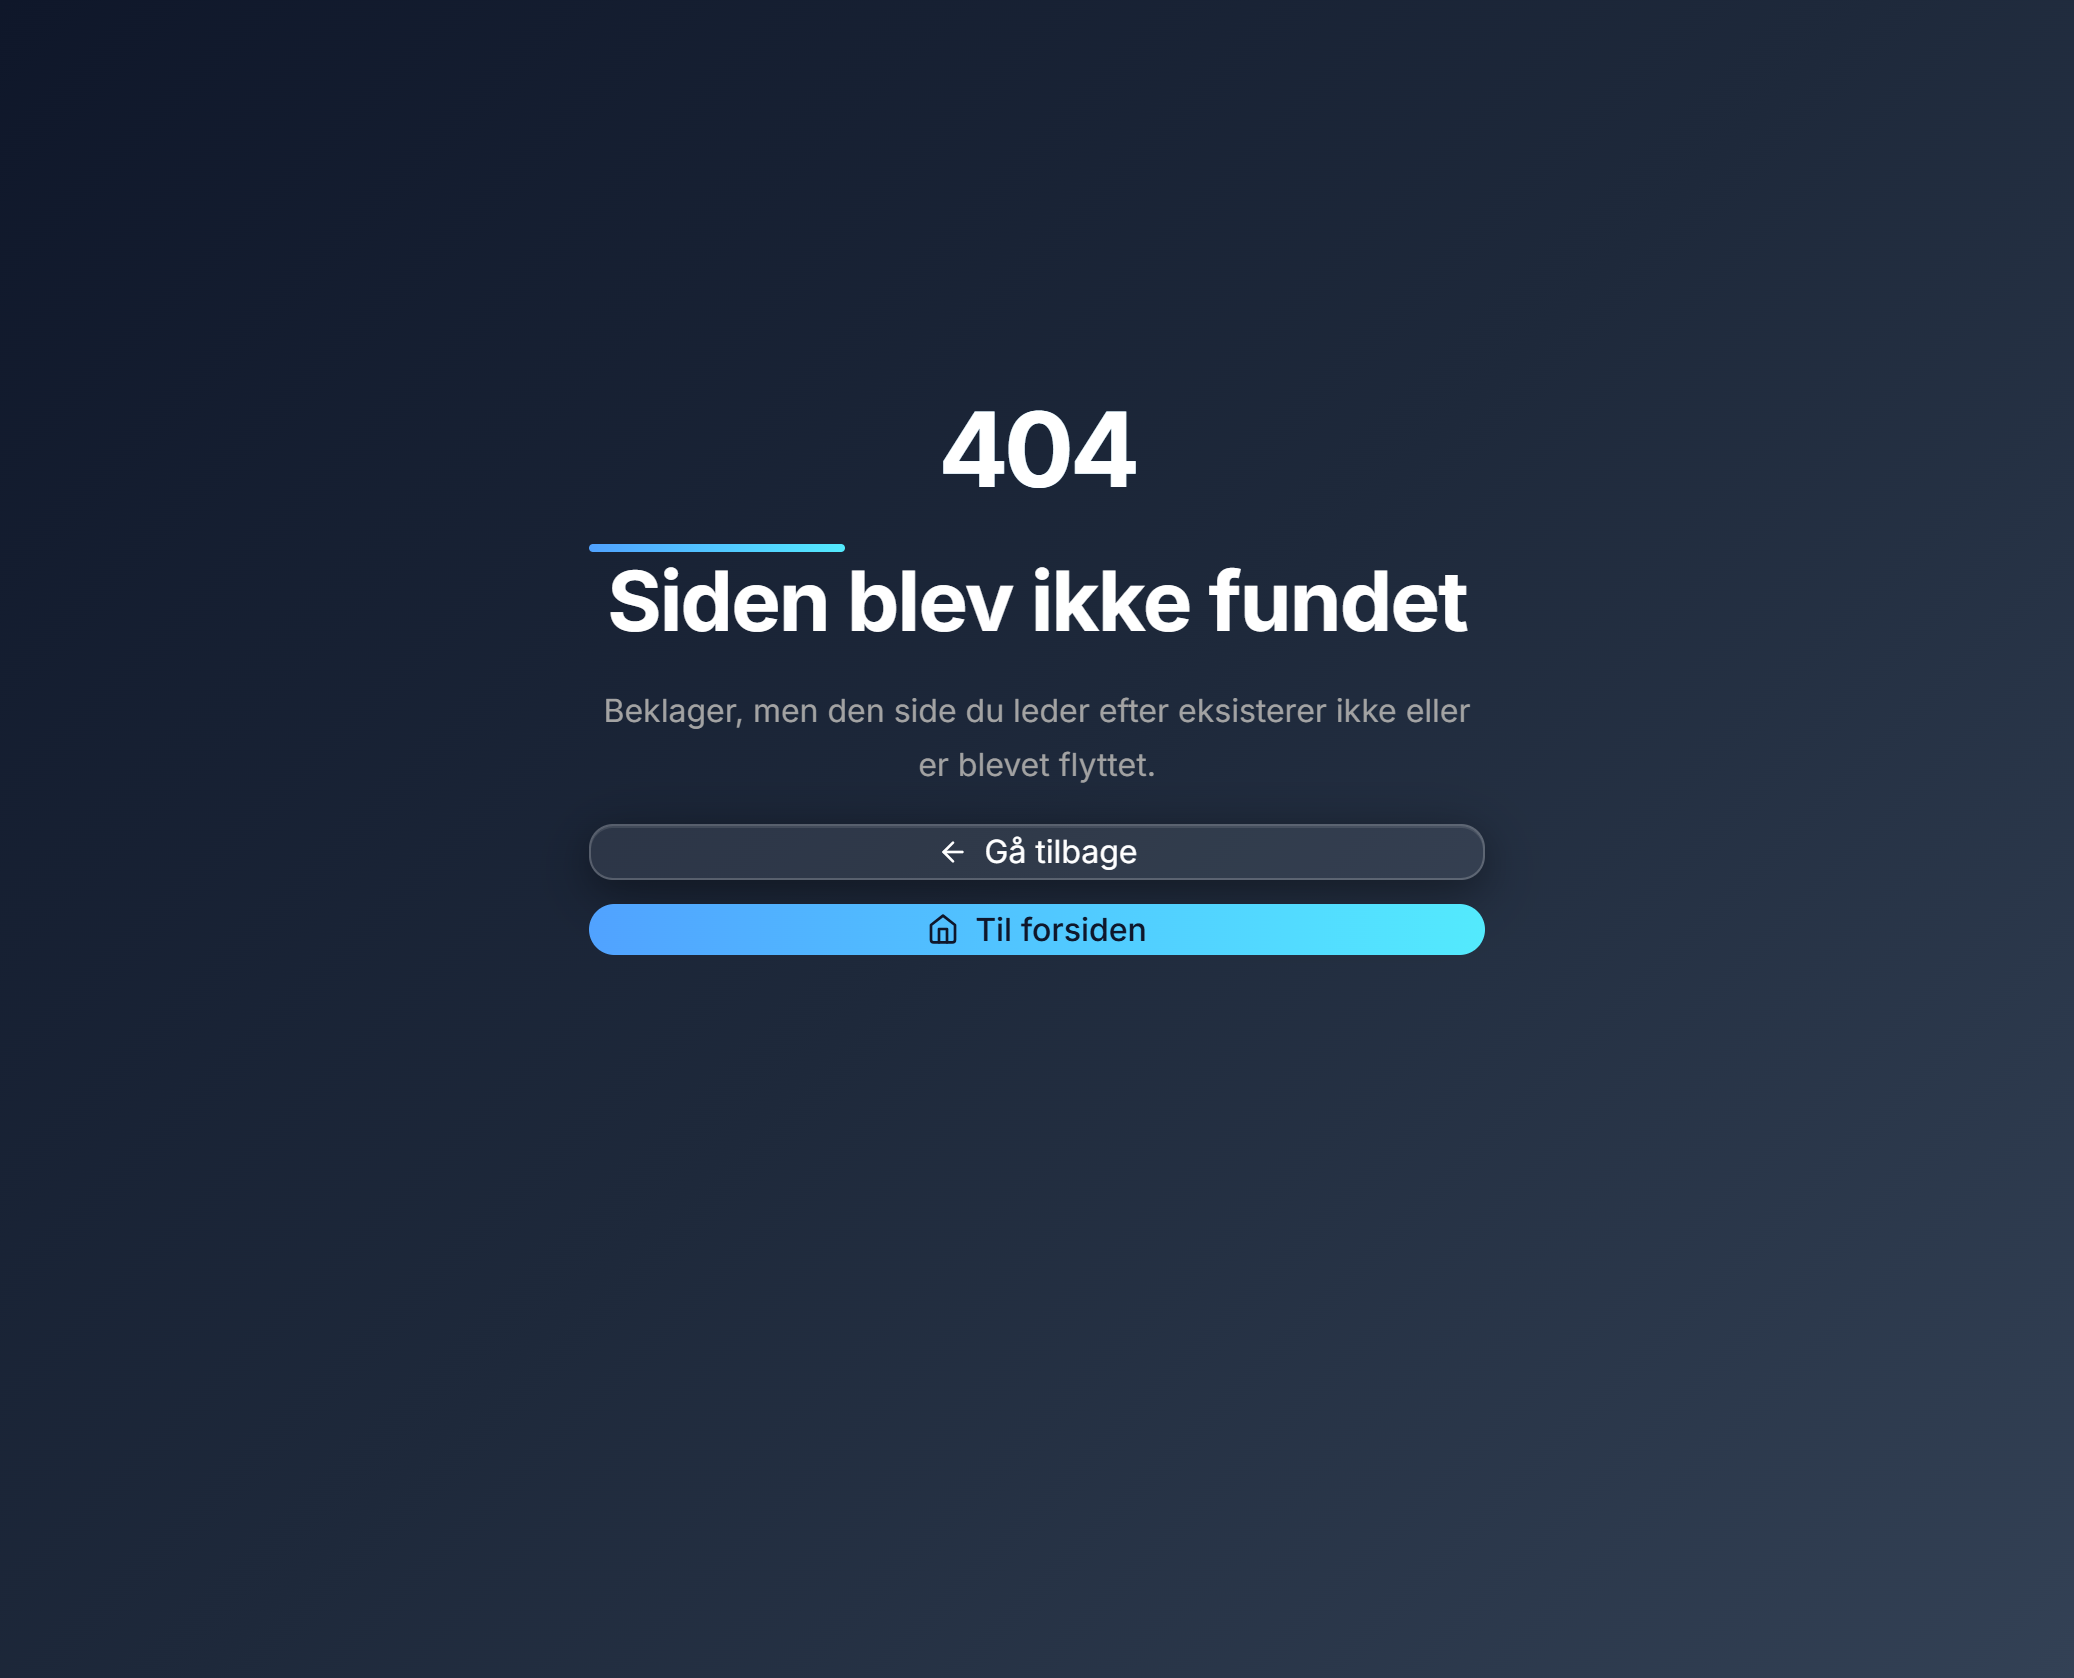 404
Siden blev ikke fundet
Beklager, men den side du leder efter eksisterer ikke eller
er blevet flyttet.
Gå tilbage
Til forsiden